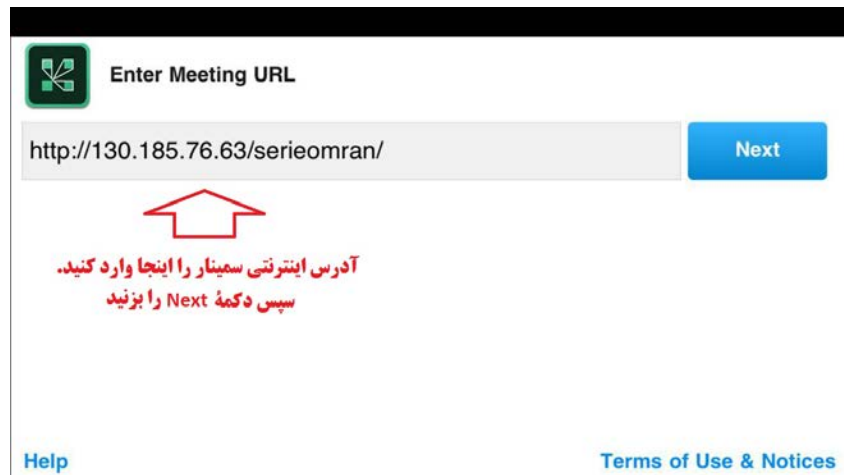 Enter Meeting URL
http://130.185.76.63/serieomran/
Next
آدرس اینترنتی سمینار را اینجا وارد کنید.
سپس دکمهٔ Next را بزنید
Help
Terms of Use & Notices